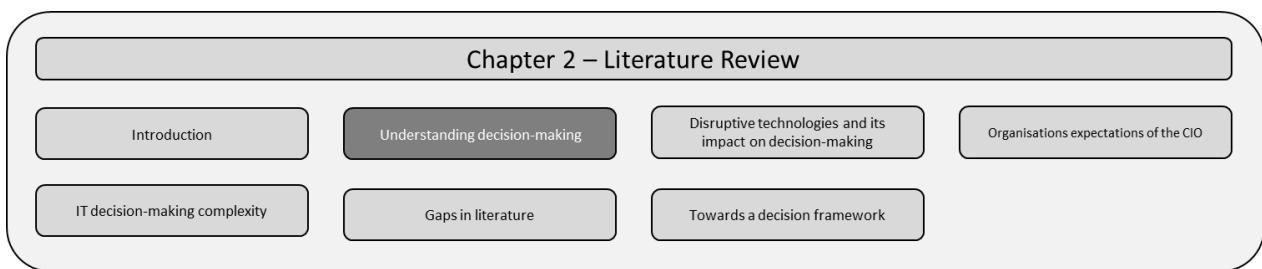 Chapter 2 – Literature Review
Introduction
Understanding decision-making
Disruptive technologies and its
impact on decision-making
Organisations expectations of the CIO
IT decision-making complexity
Gaps in literature
Towards a decision framework